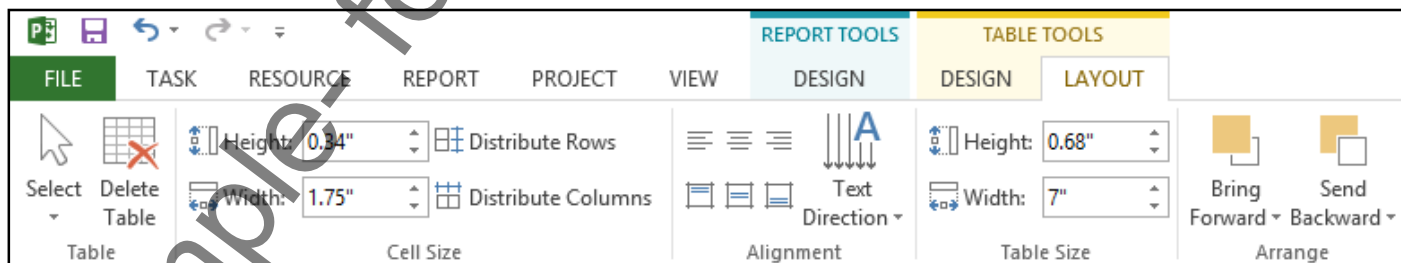 REPORT TOOLS TABLE TOOLS
FILE TASK RESOURCE REPORT PROJECT VIEW DESIGN DESIGN LAYOUT
Select
Delete Table
Height: 0.34"
Width: 1.75"
Distribute Rows
Distribute Columns
Text Direction
Height: 0.68"
Width: 7"
Bring Forward
Send Backward
Table Cell Size Alignment Table Size Arrange